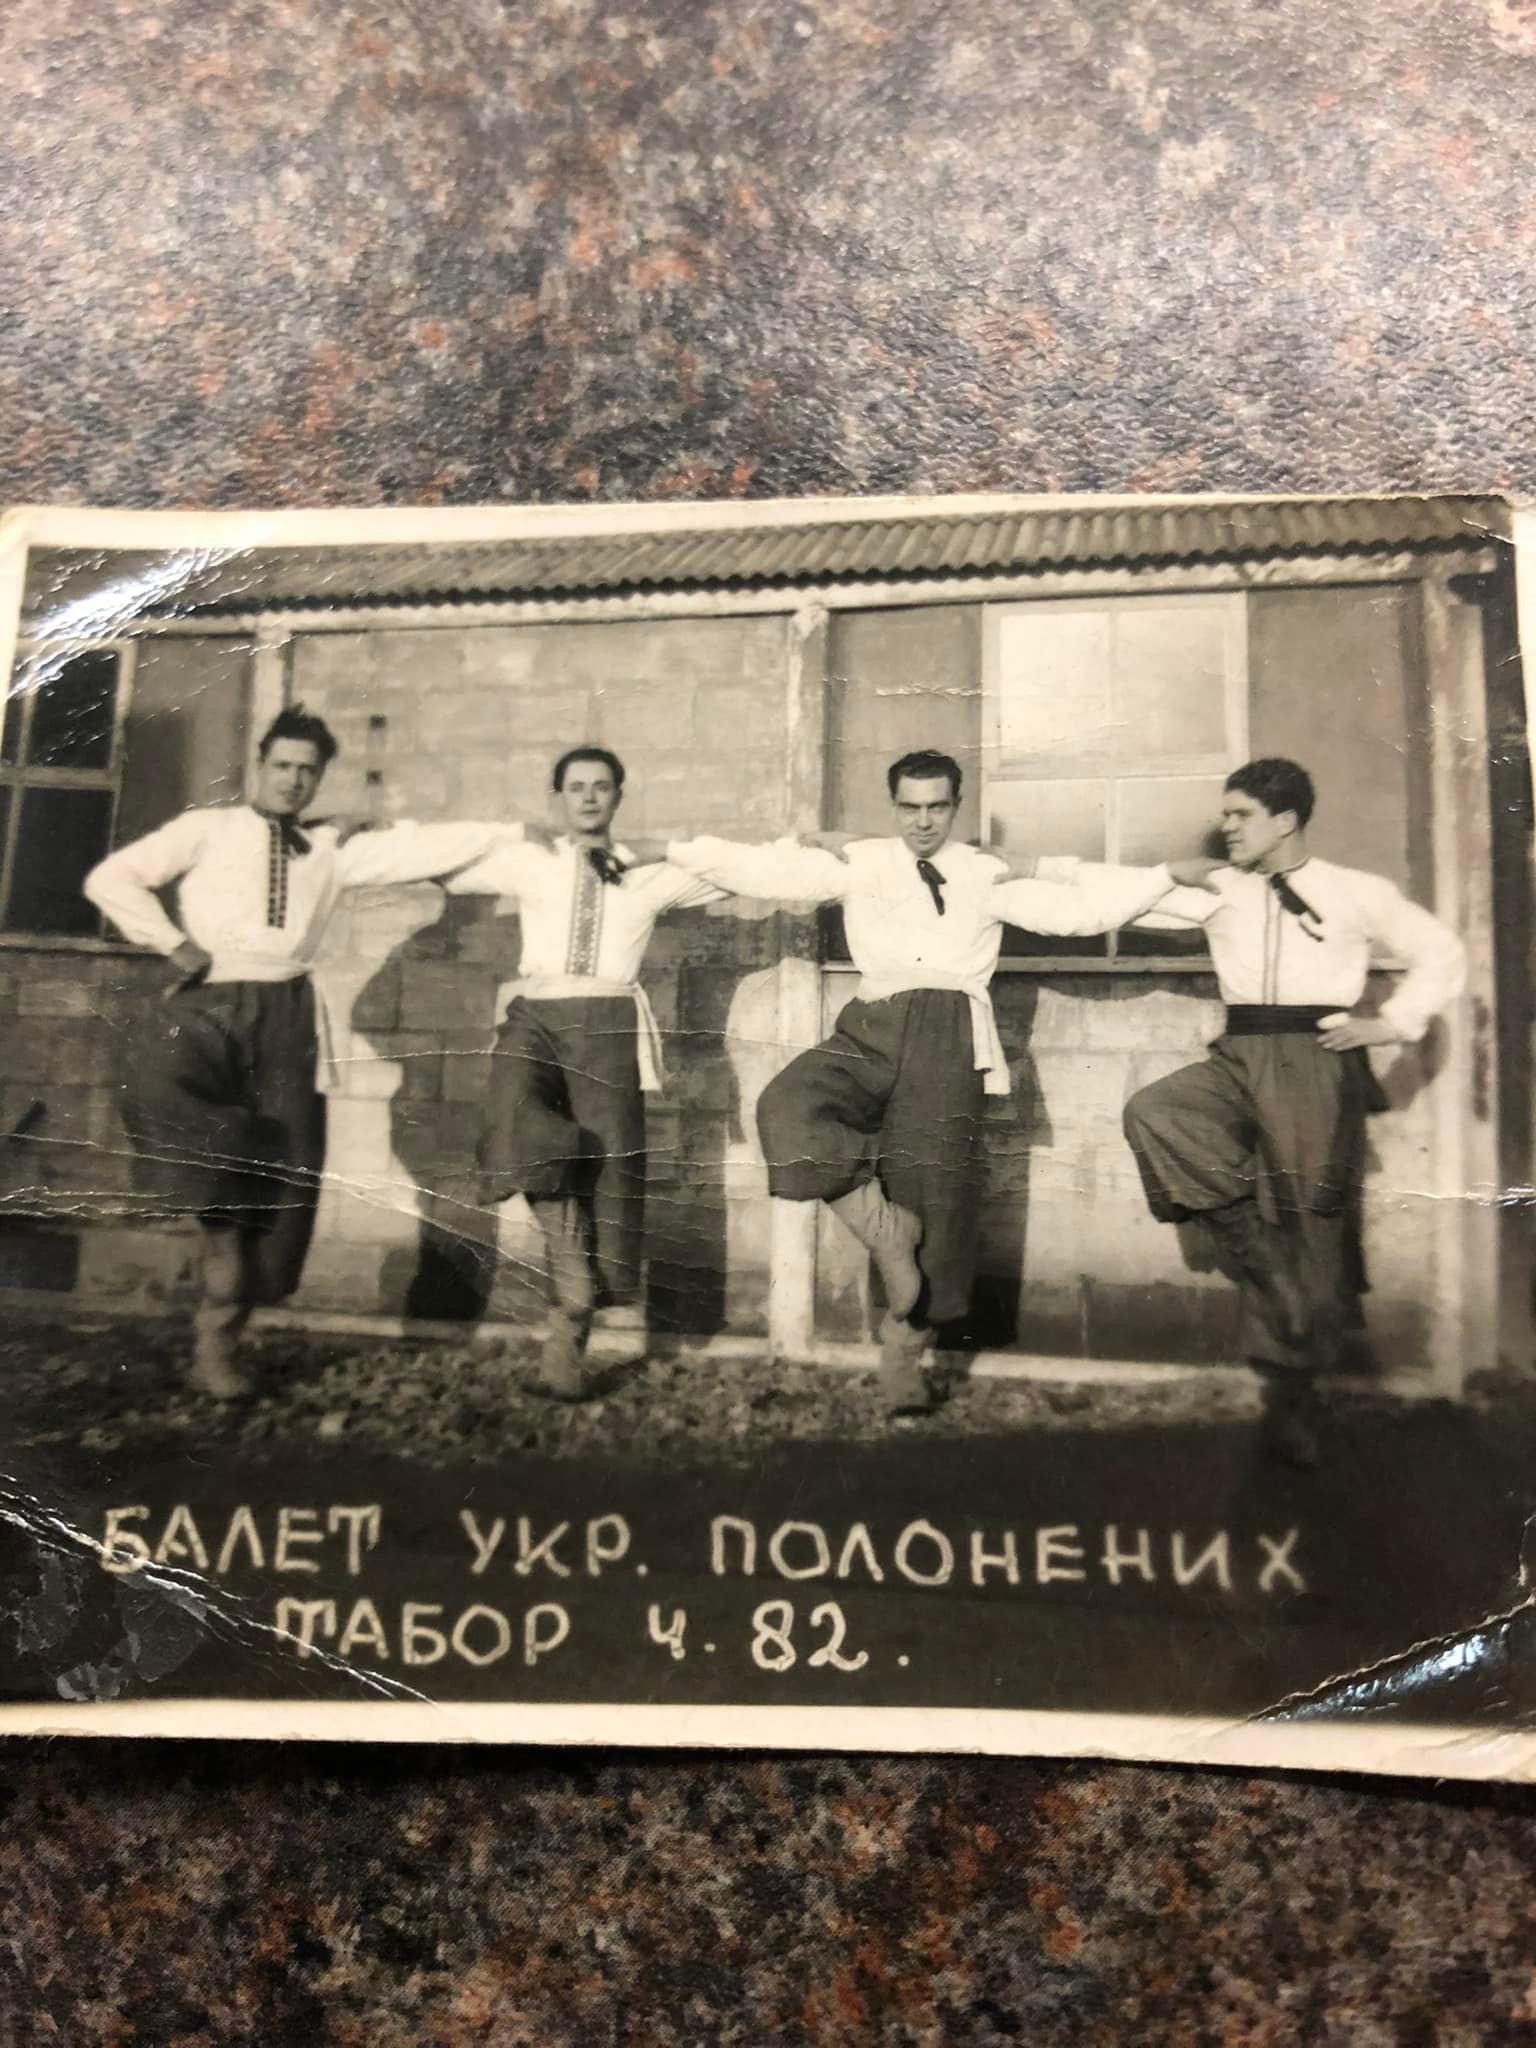 БАЛЕТ УКР. ПОЛОНЕНИХ
ТАБОР Ч. 82.